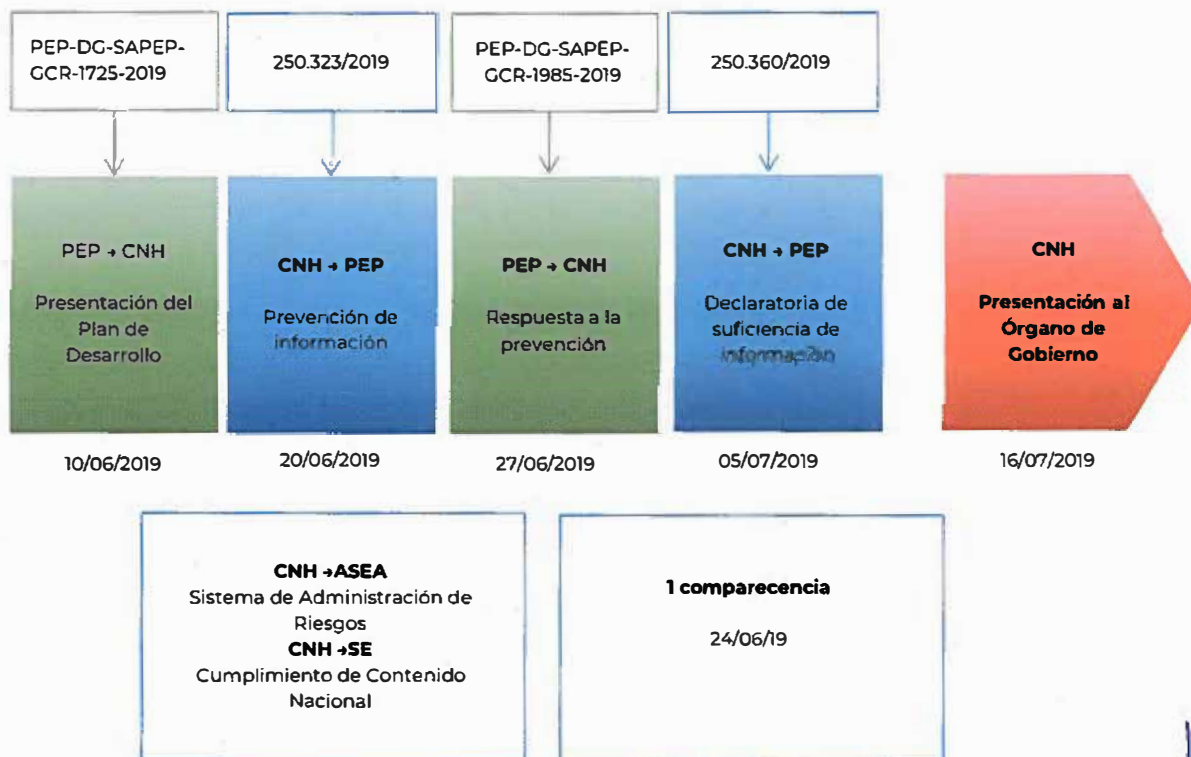 PEP-DG-SAPEP-
GCR-1725-2019
250.323/2019
PEP-DG-SAPEP-
GCR-1985-2019
250.360/2019
PEP → CNH
Presentación del
Plan de
Desarrollo
CNH → PEP
Prevención de
información
PEP → CNH
Respuesta a la
prevención
CNH → PEP
Declaratoria de
suficiencia de
información
CNH
Presentación al
Órgano de
Gobierno
10/06/2019
20/06/2019
27/06/2019
05/07/2019
16/07/2019
CNH →ASEA
Sistema de Administración de
Riesgos
CNH →SE
Cumplimiento de Contenido
Nacional
1 comparecencia
24/06/19